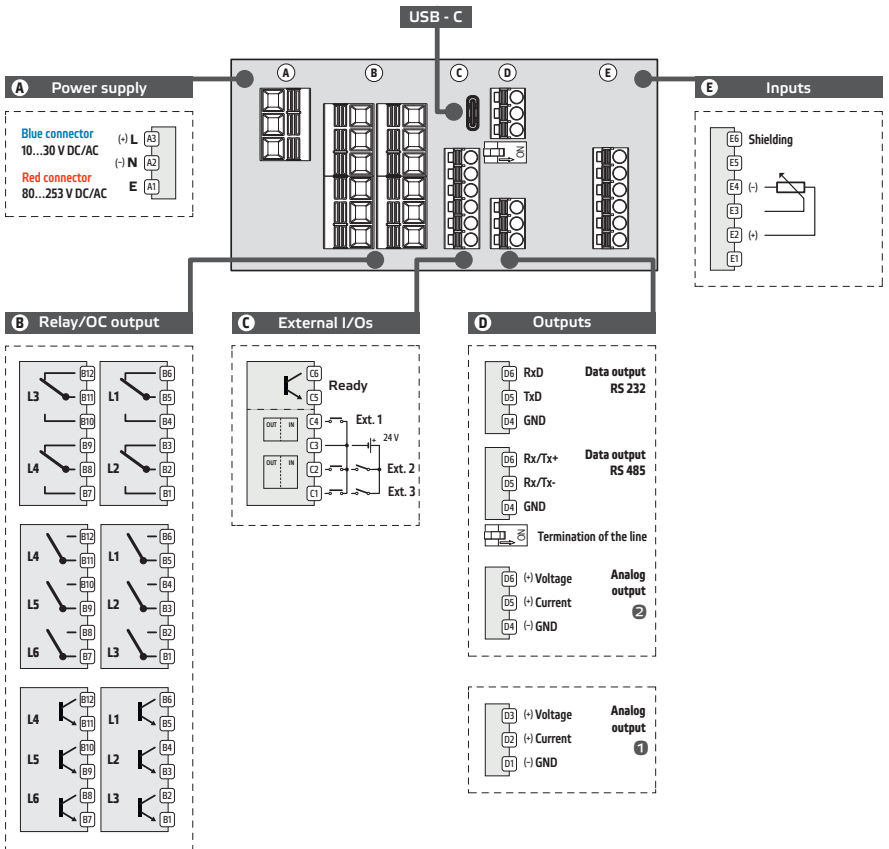 USB - C
A
B
C
D
E
ON
A Power supply
Blue connector
10...30 V DC/AC
Red connector
80...253 V DC/AC
(+) L A3
(-) N A2
E A1
E Inputs
E6 Shielding
E5
E4 (-)
E3
E2 (+)
E1
B Relay/OC output
L3
B12
B11
B10
L4
B9
B8
B7
L1
B6
B5
B4
L2
B3
B2
B1
L4
B12
B11
L5
B10
B9
L6
B8
B7
L1
B6
B5
L2
B4
B3
L3
B2
B1
L4
B12
B11
L5
B10
B9
L6
B8
B7
L1
B6
B5
L2
B4
B3
L3
B2
B1
C External I/Os
C6
C5
Ready
OUT IN
C4 Ext. 1
C3 + 24 V
OUT IN
C2 Ext. 2
C1 Ext. 3
D Outputs
D6 RxD
D5 TxD
D4 GND
Data output
RS 232
D6 Rx/Tx+
D5 Rx/Tx-
D4 GND
Data output
RS 485
ON Termination of the line
D6 (+) Voltage
D5 (+) Current
D4 (-) GND
Analog
output
2
D3 (+) Voltage
D2 (+) Current
D1 (-) GND
Analog
output
1